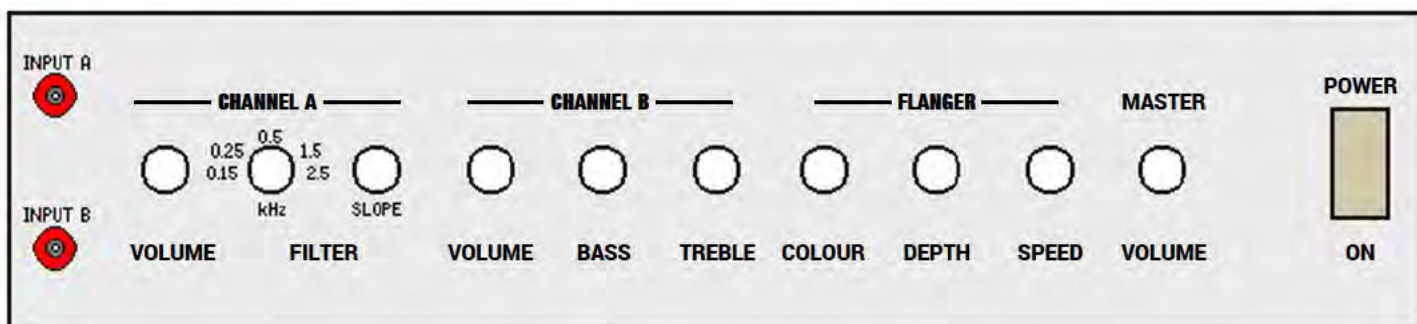 INPUT A
POWER
CHANNEL A CHANNEL B FLANGER MASTER
0.5
0.25 1.5
0.15 2.5
kHz SLOPE
INPUT B
VOLUME FILTER VOLUME BASS TREBLE COLOUR DEPTH SPEED VOLUME ON